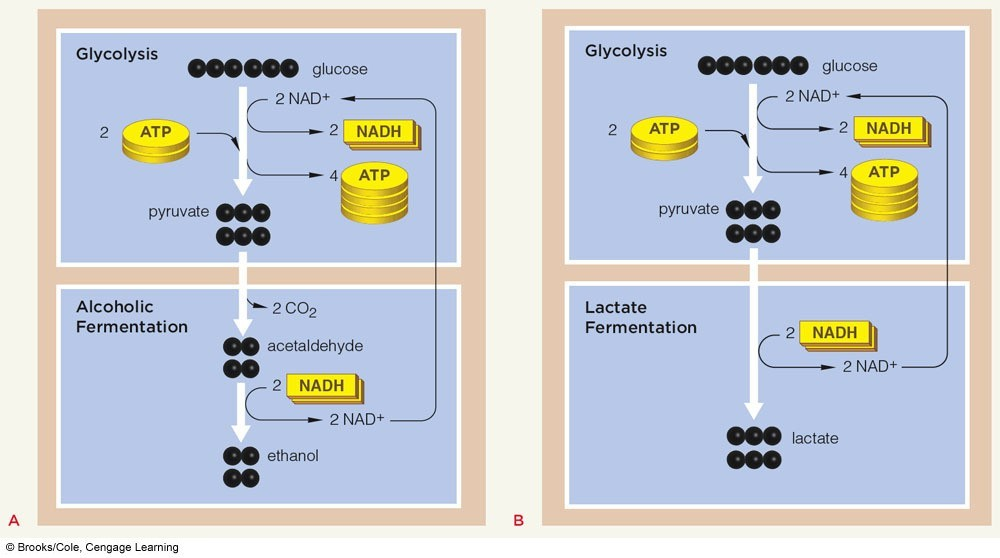 Glycolysis
glucose
2 NAD+
2 ATP
2 NADH
4 ATP
pyruvate
Alcoholic
Fermentation
2 CO2
acetaldehyde
2 NADH
2 NAD+
ethanol
A
Glycolysis
glucose
2 NAD+
2 ATP
2 NADH
4 ATP
pyruvate
Lactate
Fermentation
2 NADH
2 NAD+
lactate
B
© Brooks/Cole, Cengage Learning